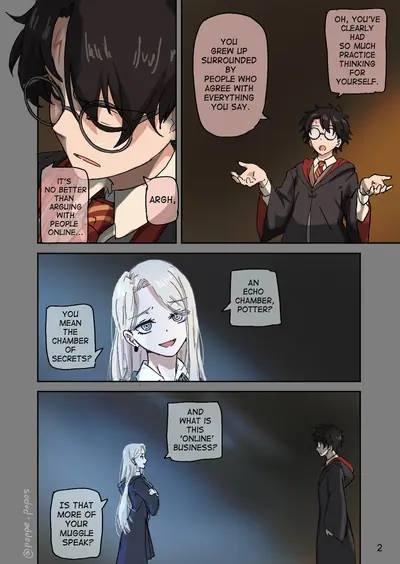 OH, YOU'VE
CLEARLY
HAD
SO MUCH
PRACTICE
THINKING
FOR
YOURSELF.
YOU
GREW UP
SURROUNDED
BY
PEOPLE WHO
AGREE WITH
EVERYTHING
YOU SAY.
ARGH,
IT'S
NO BETTER
THAN
ARGUING
WITH
PEOPLE
ONLINE...
AN
ECHO
CHAMBER,
POTTER?
YOU
MEAN
THE
CHAMBER
OF
SECRETS?
AND
WHAT IS
THIS
'ONLINE'
BUSINESS?
IS THAT
MORE OF
YOUR
MUGGLE
SPEAK?
@poppe_popos
2